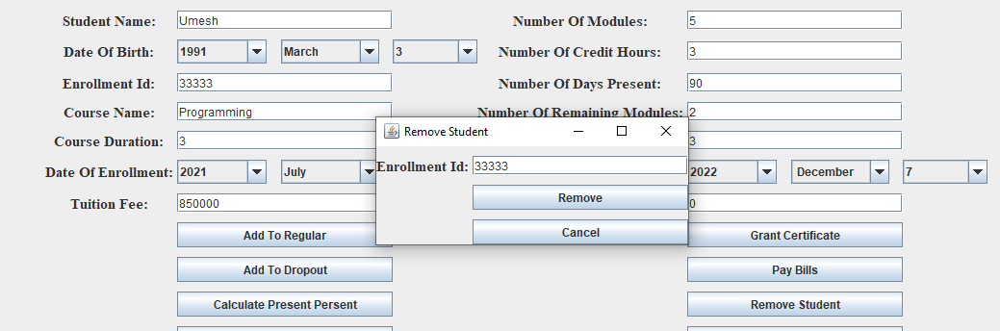 Student Name: Umesh Number Of Modules: 5
Date Of Birth: 1991 March 3 Number Of Credit Hours: 3
Enrollment Id: 33333 Number Of Days Present: 90
Course Name: Programming Number Of Remaining Modules: 2
Remove Student
Course Duration: 3 3
Enrollment Id: 33333
Date Of Enrollment: 2021 July 2022 December 7
Remove
Tuition Fee: 850000 0
Cancel
Add To Regular Grant Certificate
Add To Dropout Pay Bills
Calculate Present Persent Remove Student